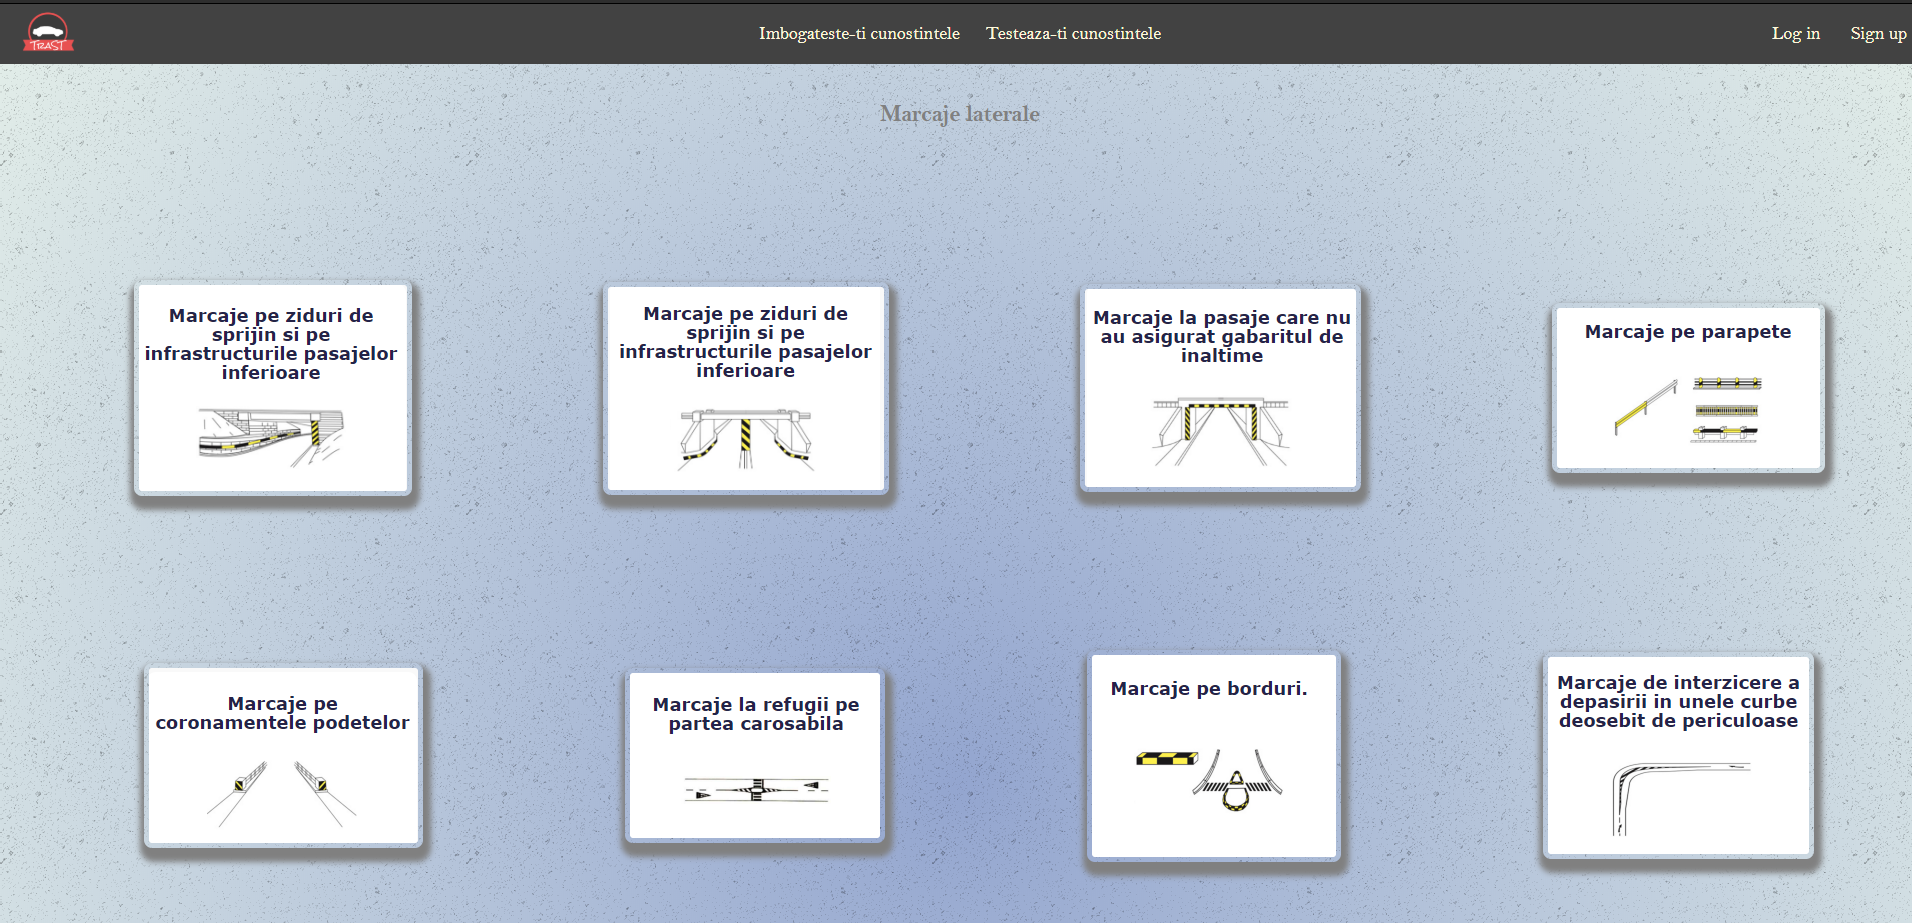 TRAST
Imbogateste-ti cunostintele
Testeaza-ti cunostintele
Log in
Sign up
Marcaje laterale
Marcaje pe ziduri de
sprijin si pe
infrastructurile pasajelor
inferioare
Marcaje pe ziduri de
sprijin si pe
infrastructurile pasajelor
inferioare
Marcaje la pasaje care nu
au asigurat gabaritul de
inaltime
Marcaje pe parapete
Marcaje pe
coronamentele podetelor
Marcaje la refugii pe
partea carosabila
Marcaje pe borduri.
Marcaje de interzicere a
depasirii in unele curbe
deosebit de periculoase